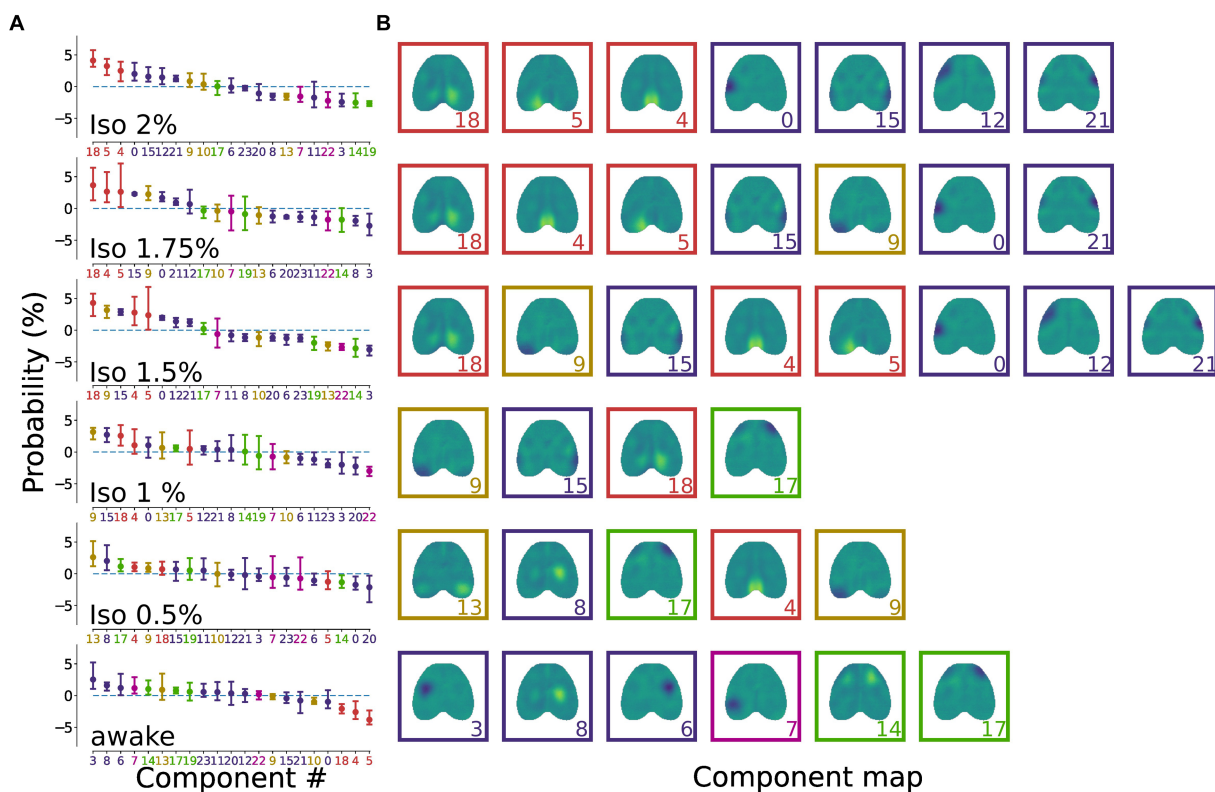 A B
5
0
−5
Iso 2%
18 5 4 0 15 12 21 9 10 17 6 23 20 8 13 7 11 22 3 14 19
18 5 4 0 15 12 21
5
0
−5
Iso 1.75%
18 4 5 15 9 0 21 12 17 10 7 19 13 6 20 23 11 22 14 8 3
18 4 5 15 9 0 21
5
0
−5
Iso 1.5%
18 9 15 4 5 0 12 21 17 7 11 8 10 20 6 23 19 13 22 14 3
18 9 15 4 5 0 12 21
Probability (%)
5
0
−5
Iso 1 %
9 15 18 4 0 13 17 5 12 21 8 14 19 7 10 6 11 23 3 20 22
9 15 18 17
5
0
−5
Iso 0.5%
13 8 17 4 9 18 15 19 11 10 12 21 3 7 23 22 6 5 14 0 20
13 8 17 4 9
5
0
−5
awake
3 8 6 7 14 13 17 19 23 11 20 12 22 9 15 21 10 0 18 4 5
3 8 6 7 14 17
Component #
Component map